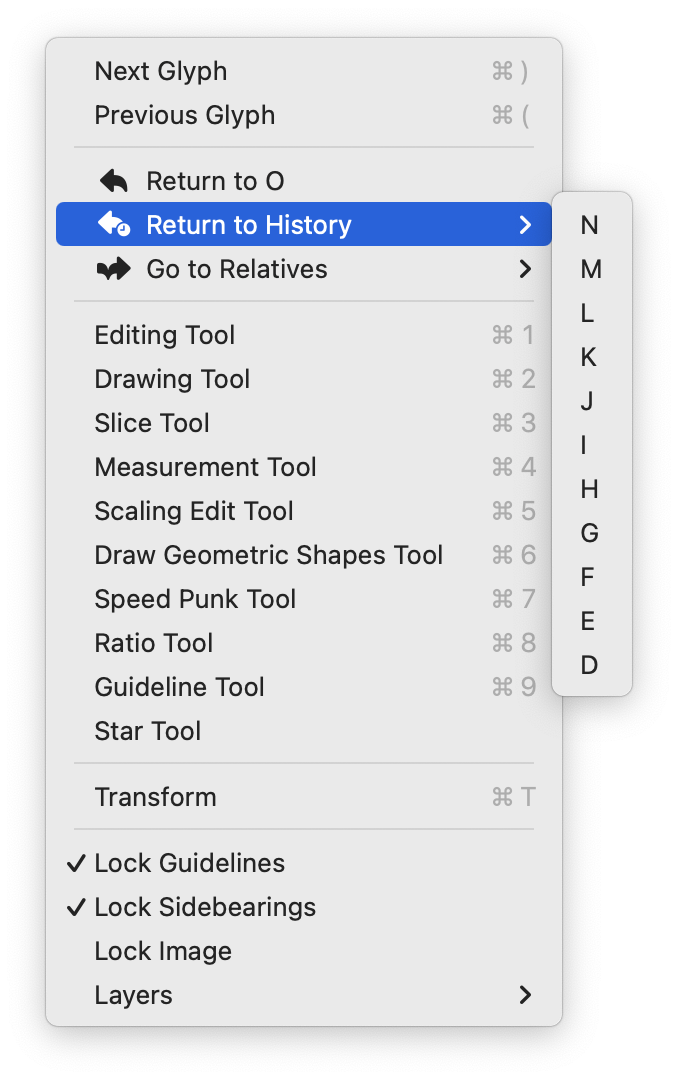 Next Glyph ⌘ )
Previous Glyph ⌘ (
Return to O
Return to History
Go to Relatives
Editing Tool ⌘ 1
Drawing Tool ⌘ 2
Slice Tool ⌘ 3
Measurement Tool ⌘ 4
Scaling Edit Tool ⌘ 5
Draw Geometric Shapes Tool ⌘ 6
Speed Punk Tool ⌘ 7
Ratio Tool ⌘ 8
Guideline Tool ⌘ 9
Star Tool
Transform ⌘ T
✓ Lock Guidelines
✓ Lock Sidebearings
Lock Image
Layers
N
M
L
K
J
I
H
G
F
E
D